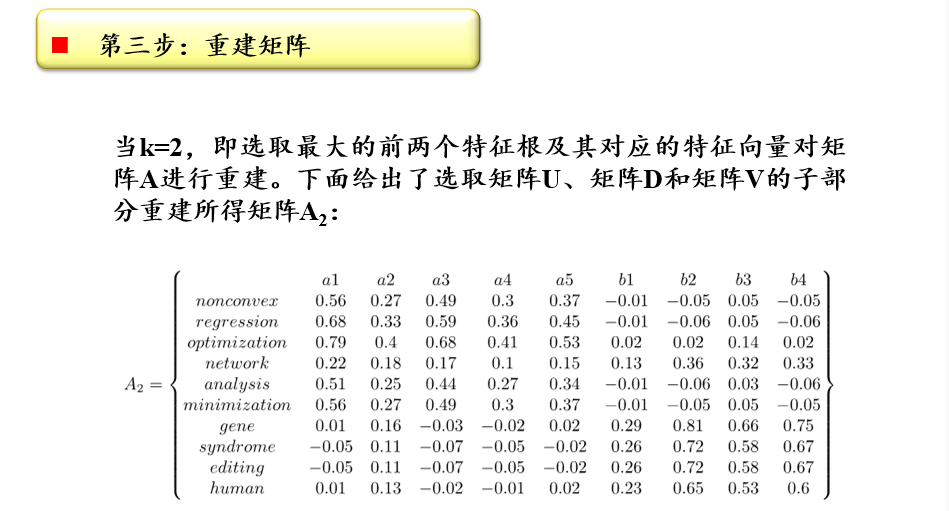 第三步：重建矩阵
当k=2，即选取最大的前两个特征根及其对应的特征向量对矩
阵A进行重建。下面给出了选取矩阵U、矩阵D和矩阵V的子部
分重建所得矩阵A₂：
a1 a2 a3 a4 a5 b1 b2 b3 b4
nonconvex 0.56 0.27 0.49 0.3 0.37 −0.01 −0.05 0.05 −0.05
regression 0.68 0.33 0.59 0.36 0.45 −0.01 −0.06 0.05 −0.06
optimization 0.79 0.4 0.68 0.41 0.53 0.02 0.02 0.14 0.02
network 0.22 0.18 0.17 0.1 0.15 0.13 0.36 0.32 0.33
A₂ = analysis 0.51 0.25 0.44 0.27 0.34 −0.01 −0.06 0.03 −0.06
minimization 0.56 0.27 0.49 0.3 0.37 −0.01 −0.05 0.05 −0.05
gene 0.01 0.16 −0.03 −0.02 0.02 0.29 0.81 0.66 0.75
syndrome −0.05 0.11 −0.07 −0.05 −0.02 0.26 0.72 0.58 0.67
editing −0.05 0.11 −0.07 −0.05 −0.02 0.26 0.72 0.58 0.67
human 0.01 0.13 −0.02 −0.01 0.02 0.23 0.65 0.53 0.6